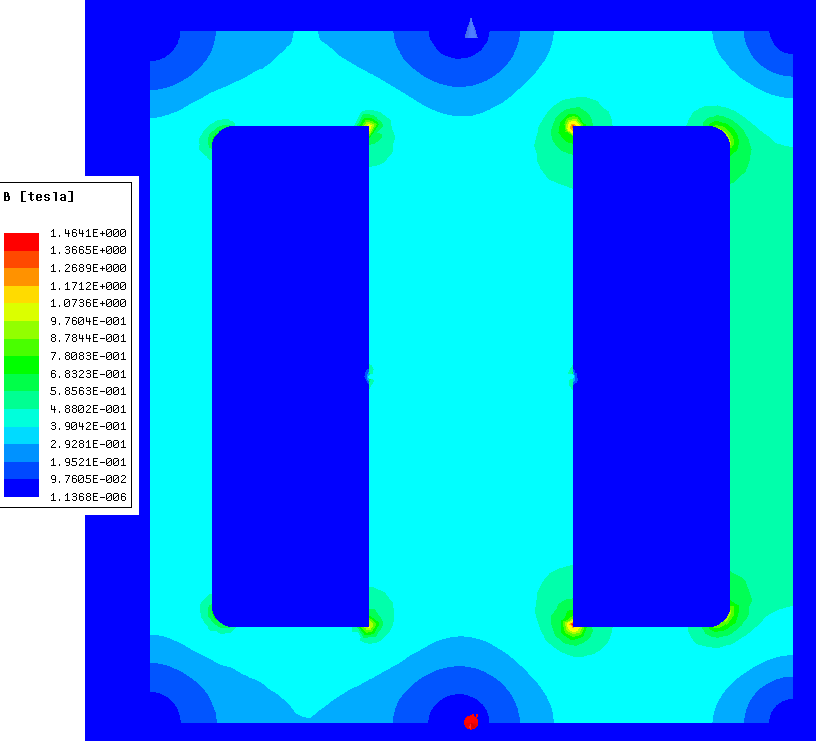 B [tesla]
1.4641E+000
1.3665E+000
1.2689E+000
1.1712E+000
1.0736E+000
9.7604E-001
8.7844E-001
7.8083E-001
6.8323E-001
5.8563E-001
4.8802E-001
3.9042E-001
2.9281E-001
1.9521E-001
9.7605E-002
1.1368E-006